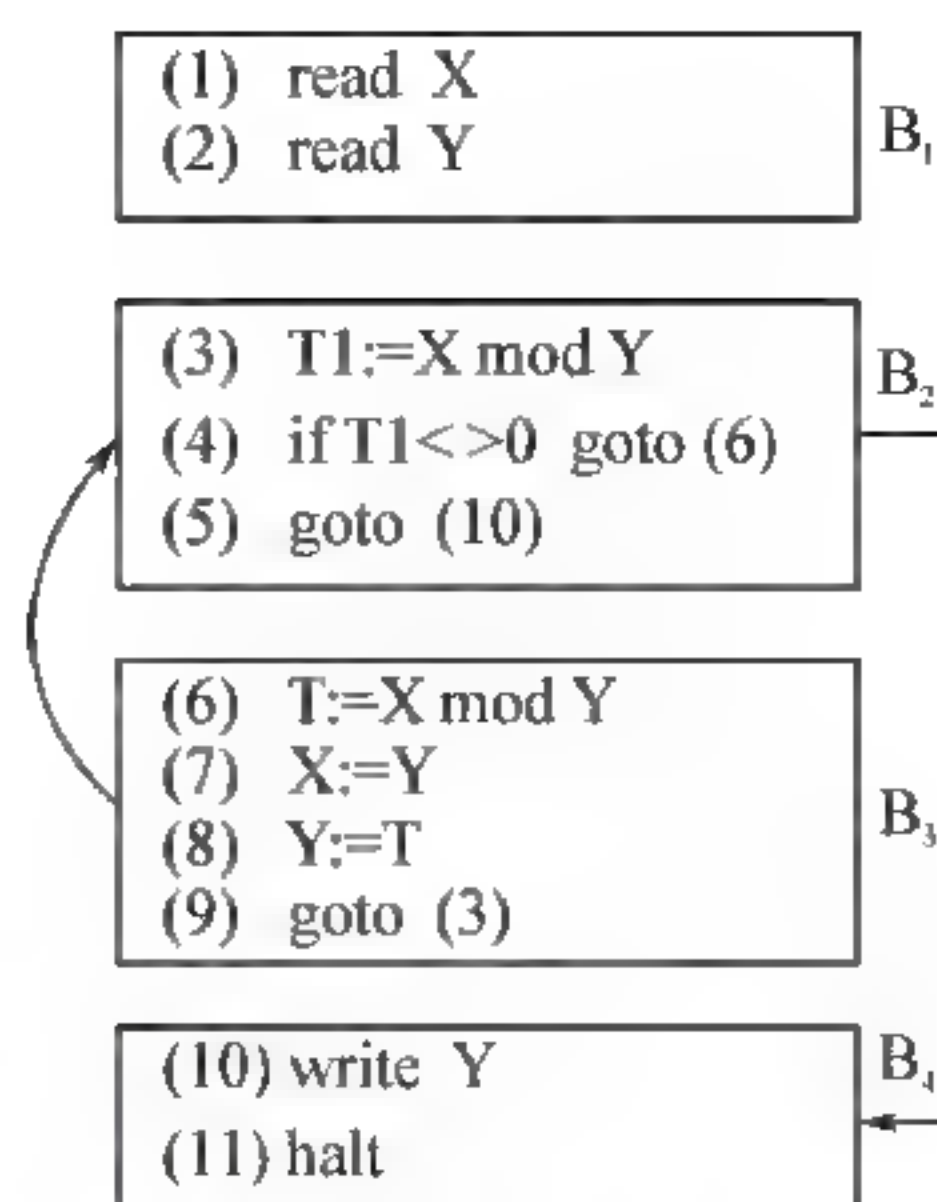 (1) read X
(2) read Y
B₁
(3) T1:=X mod Y
B₂
(4) if T1<>0 goto (6)
(5) goto (10)
(6) T:=X mod Y
(7) X:=Y
(8) Y:=T
B₃
(9) goto (3)
(10) write Y
B₄
(11) halt